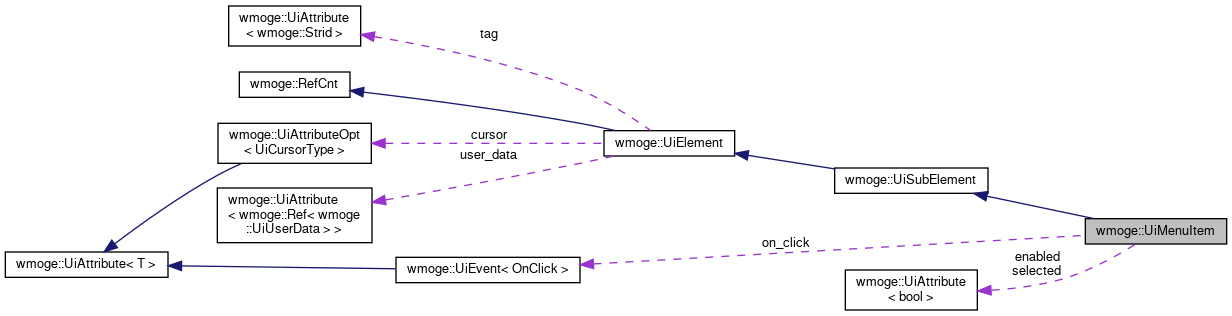 wmoge::UiAttribute
< wmoge::Strid >
tag
wmoge::RefCnt
wmoge::UiAttributeOpt
< UiCursorType >
cursor
wmoge::UiElement
user_data
wmoge::UiSubElement
wmoge::UiAttribute
< wmoge::Ref< wmoge
::UiUserData > >
wmoge::UiMenuItem
on_click
wmoge::UiAttribute< T >
wmoge::UiEvent< OnClick >
enabled
selected
wmoge::UiAttribute
< bool >